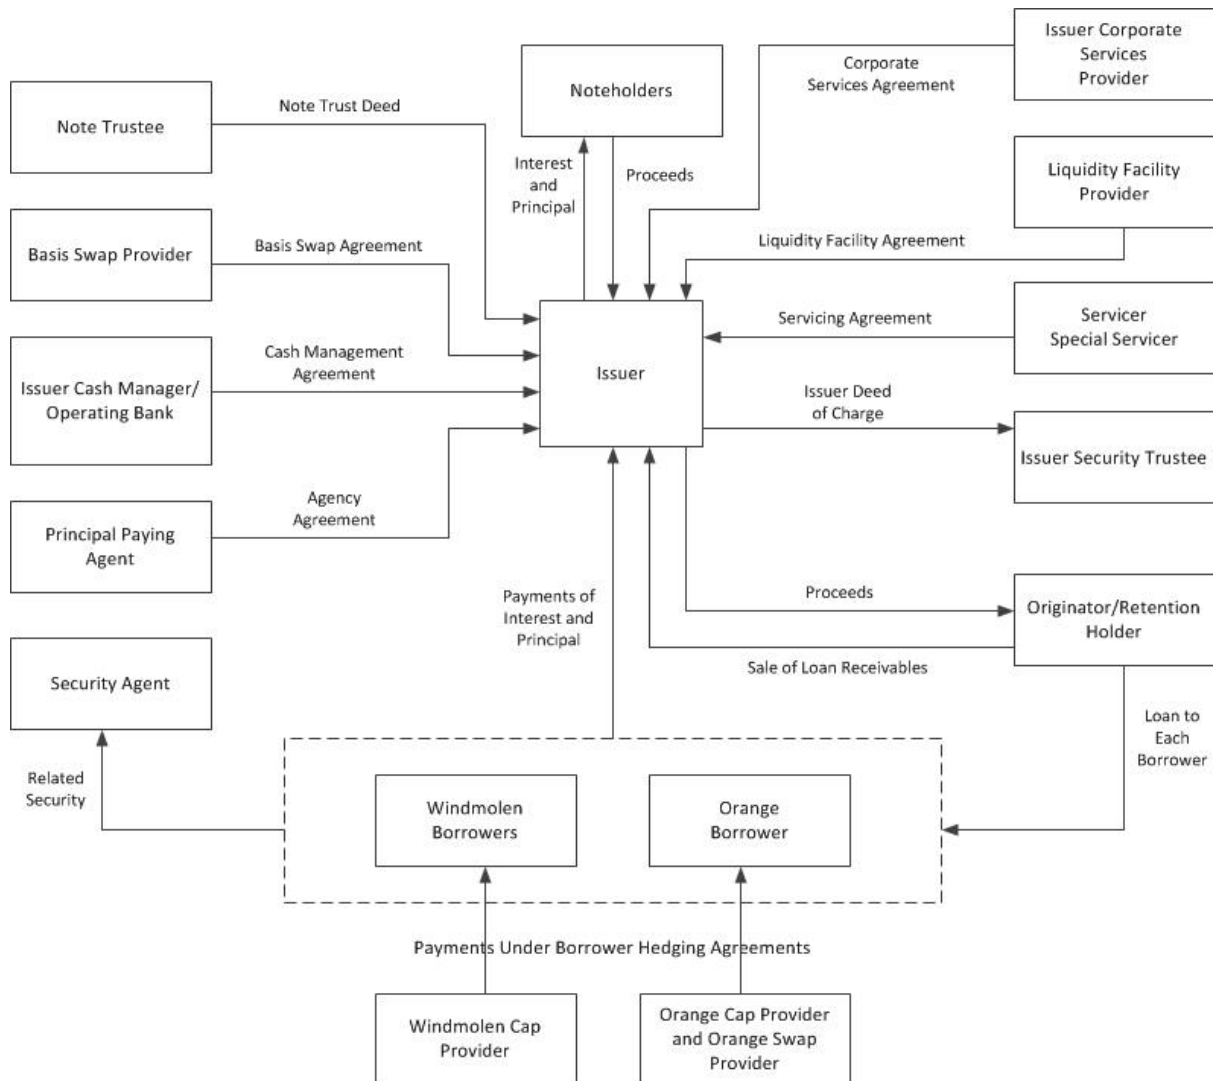 Issuer Corporate
Services
Provider
Corporate
Services Agreement
Noteholders
Note Trust Deed
Note Trustee
Interest
and
Principal
Proceeds
Liquidity Facility
Provider
Basis Swap Provider
Basis Swap Agreement
Liquidity Facility Agreement
Servicing Agreement
Servicer
Special Servicer
Issuer Cash Manager/
Operating Bank
Cash Management
Agreement
Issuer
Issuer Deed
of Charge
Issuer Security Trustee
Principal Paying
Agent
Agency
Agreement
Payments of
Interest and
Principal
Proceeds
Originator/Retention
Holder
Sale of Loan Receivables
Security Agent
Loan to
Each
Borrower
Related
Security
Windmolen
Borrowers
Orange
Borrower
Payments Under Borrower Hedging Agreements
Windmolen Cap
Provider
Orange Cap Provider
and Orange Swap
Provider